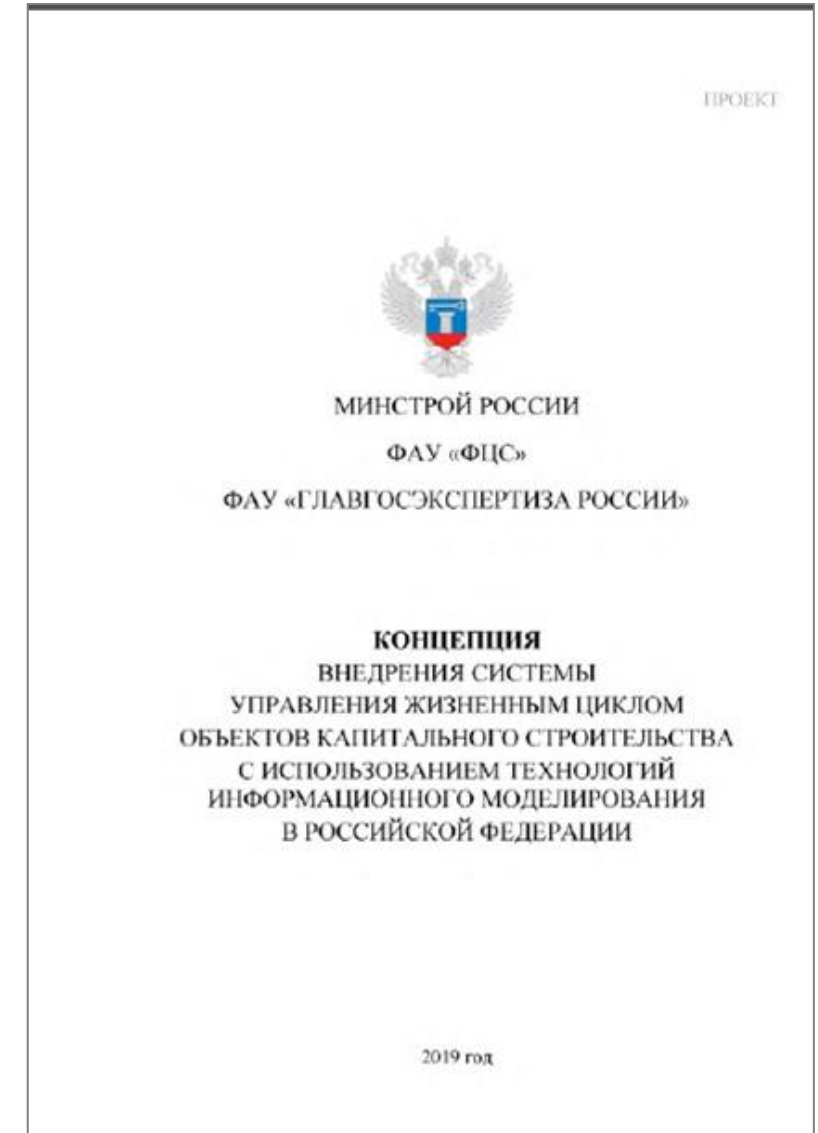 ПРОЕКТ
МИНСТРОЙ РОССИИ
ФАУ «ФЦС»
ФАУ «ГЛАВГОСЭКСПЕРТИЗА РОССИИ»
КОНЦЕПЦИЯ
ВНЕДРЕНИЯ СИСТЕМЫ
УПРАВЛЕНИЯ ЖИЗНЕННЫМ ЦИКЛОМ
ОБЪЕКТОВ КАПИТАЛЬНОГО СТРОИТЕЛЬСТВА
С ИСПОЛЬЗОВАНИЕМ ТЕХНОЛОГИЙ
ИНФОРМАЦИОННОГО МОДЕЛИРОВАНИЯ
В РОССИЙСКОЙ ФЕДЕРАЦИИ
2019 год